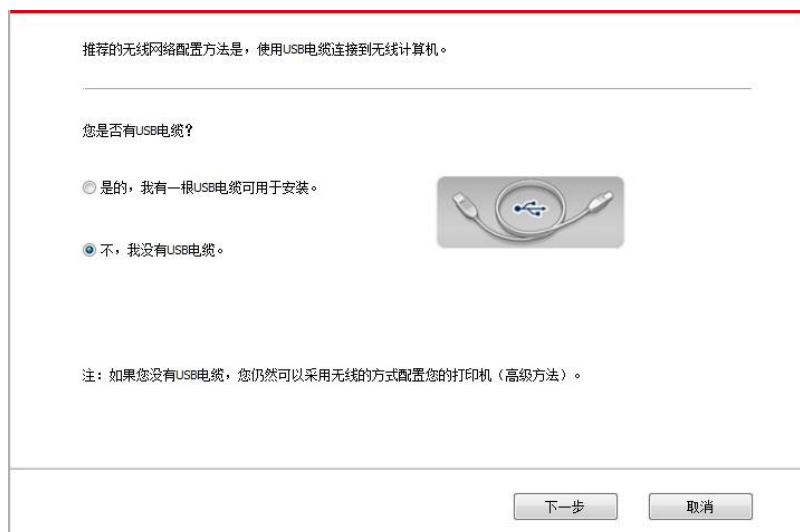 推荐的无线网络配置方法是，使用USB电缆连接到无线计算机。
您是否有USB电缆？
是的，我有一根USB电缆可用于安装。
不，我没有USB电缆。
注：如果您没有USB电缆，您仍然可以采用无线的方式配置您的打印机（高级方法）。
下一步
取消